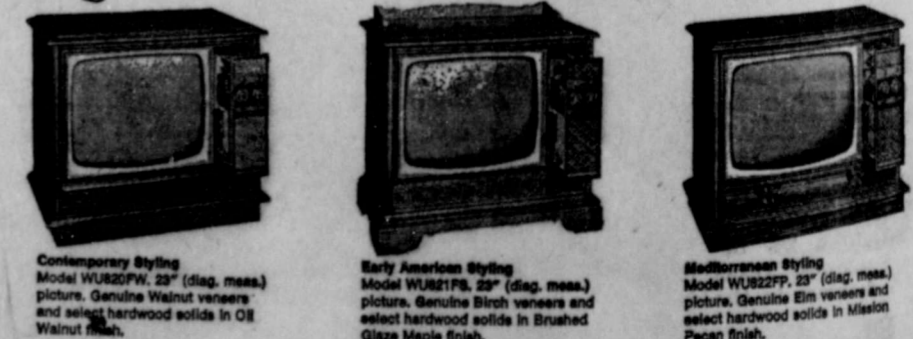 Contemporary Styling
Model WU820FW. 23" (diag. meas.)
picture. Genuine Walnut veneers
and select hardwood solids in Oil
Walnut finish.
Early American Styling
Model WU821FS. 23" (diag. meas.)
picture. Genuine Birch veneers and
select hardwood solids in Brushed
Glaze Maple finish.
Mediterranean Styling
Model WU822FP. 23" (diag. meas.)
picture. Genuine Elm veneers and
select hardwood solids in Mission
Pecan finish.